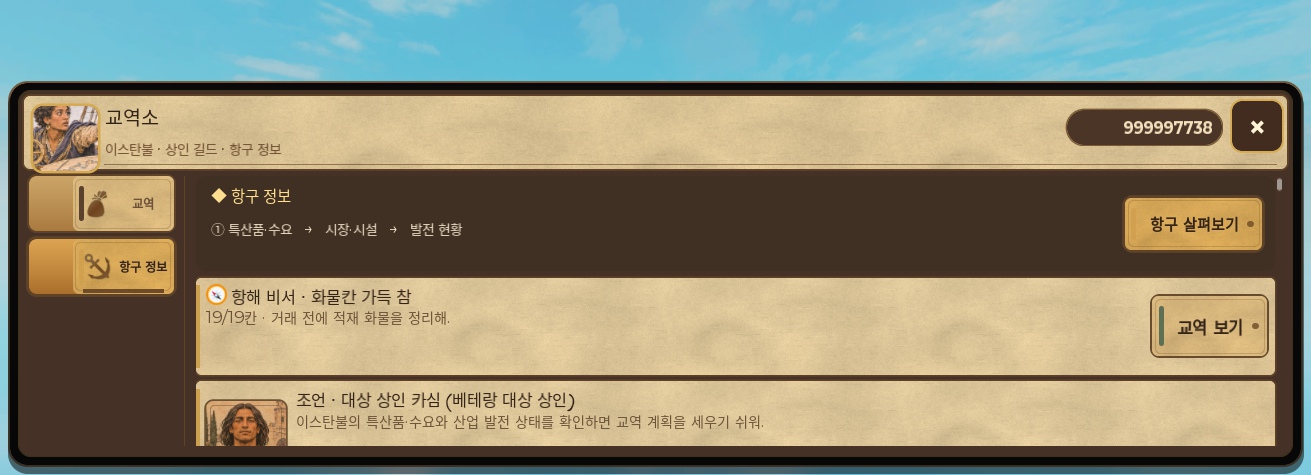 교역소
이스탄불 · 상인 길드 · 항구 정보
999997738
×
교역
항구 정보
◆ 항구 정보
① 특산품·수요 → 시장·시설 → 발전 현황
항구 살펴보기
항해 비서 · 화물칸 가득 참
19/19칸 · 거래 전에 적재 화물을 정리해.
교역 보기
조언 · 대상 상인 카심 (베테랑 대상 상인)
이스탄불의 특산품·수요와 산업 발전 상태를 확인하면 교역 계획을 세우기 쉬워.